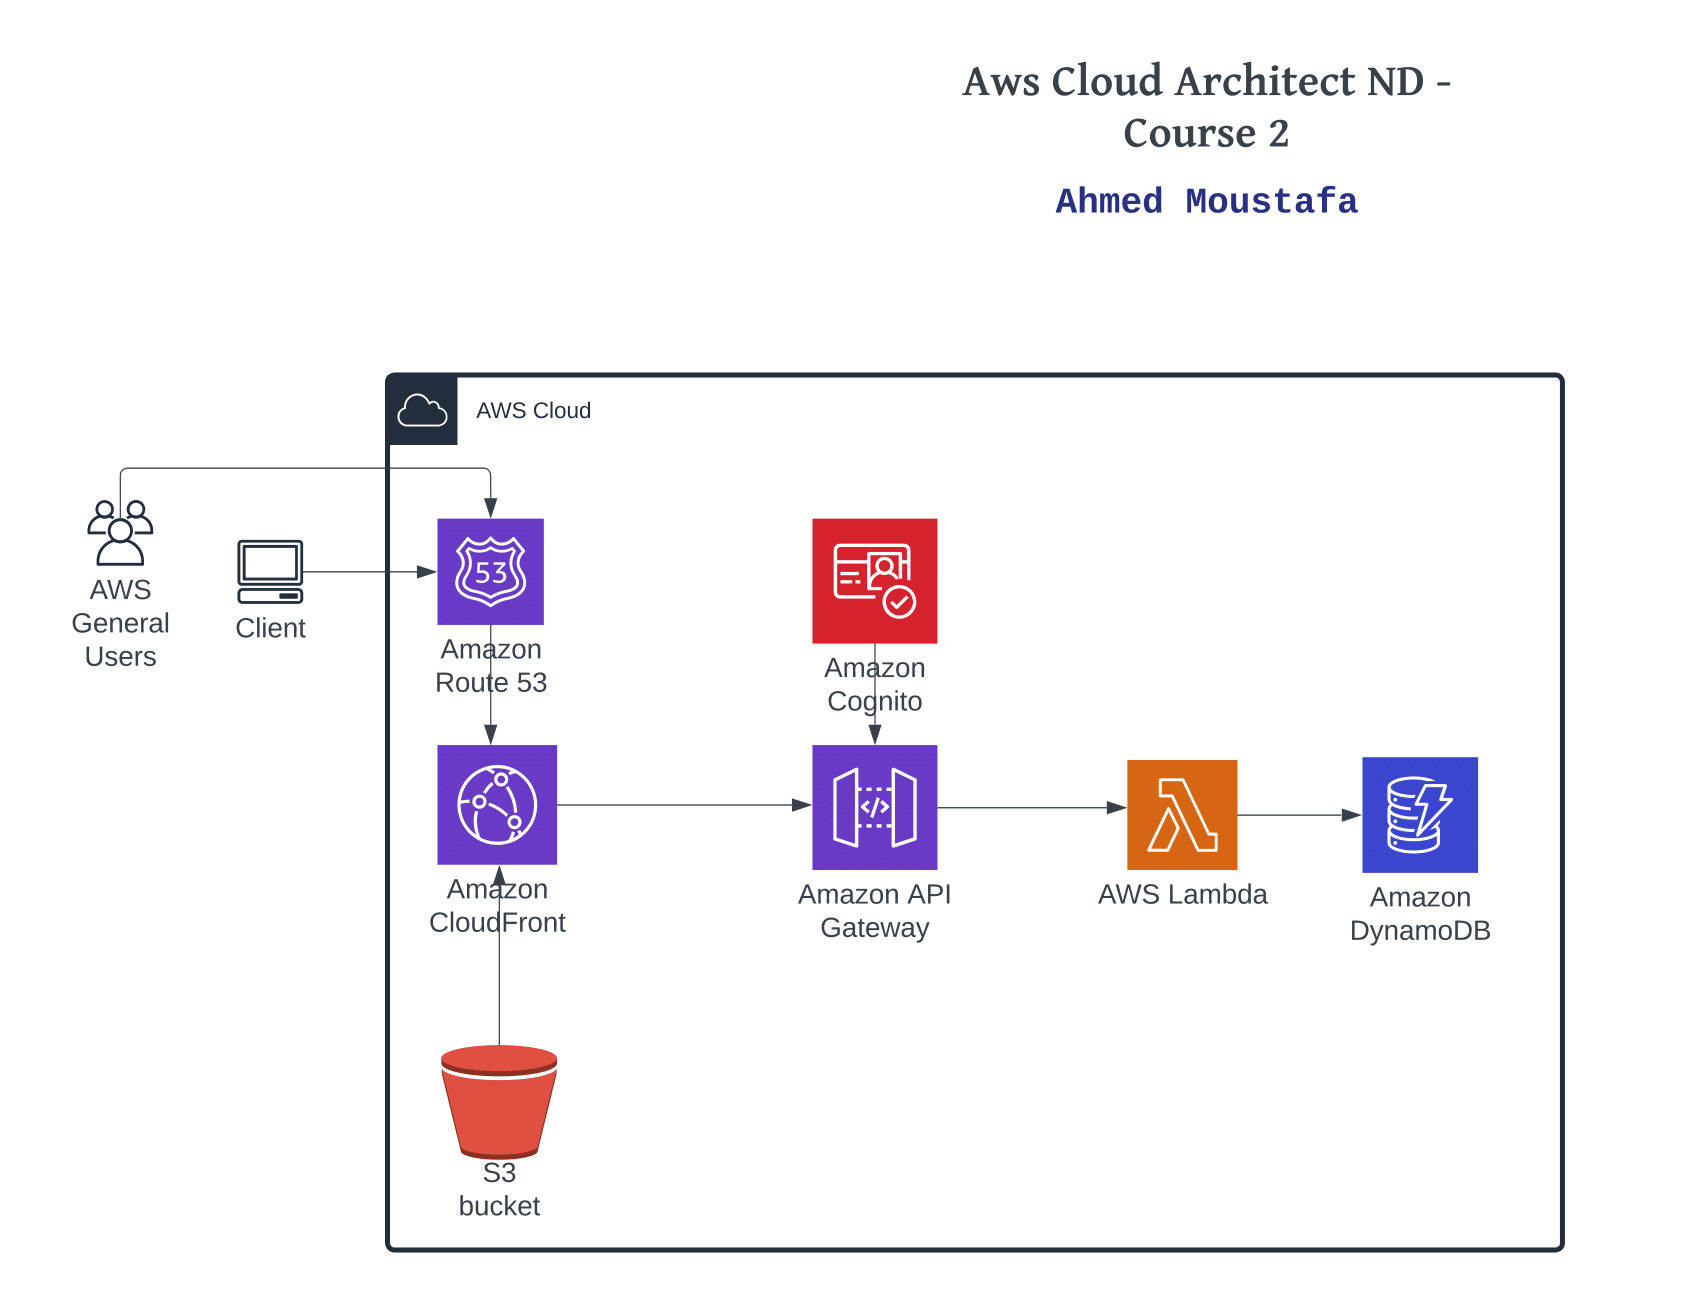 Aws Cloud Architect ND -
Course 2
Ahmed Moustafa
AWS Cloud
AWS
General
Users
Client
53
Amazon
Route 53
Amazon
Cognito
Amazon
CloudFront
</>
Amazon API
Gateway
AWS Lambda
Amazon
DynamoDB
S3
bucket